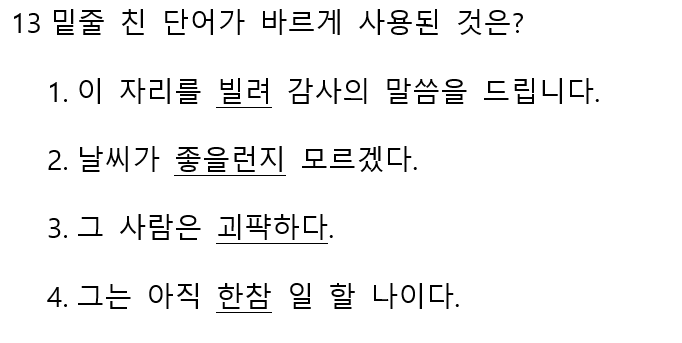 13 밑줄 친 단어가 바르게 사용된 것은?
1. 이 자리를 빌려 감사의 말씀을 드립니다.
2. 날씨가 좋을런지 모르겠다.
3. 그 사람은 괴퍅하다.
4. 그는 아직 한참 일 할 나이다.